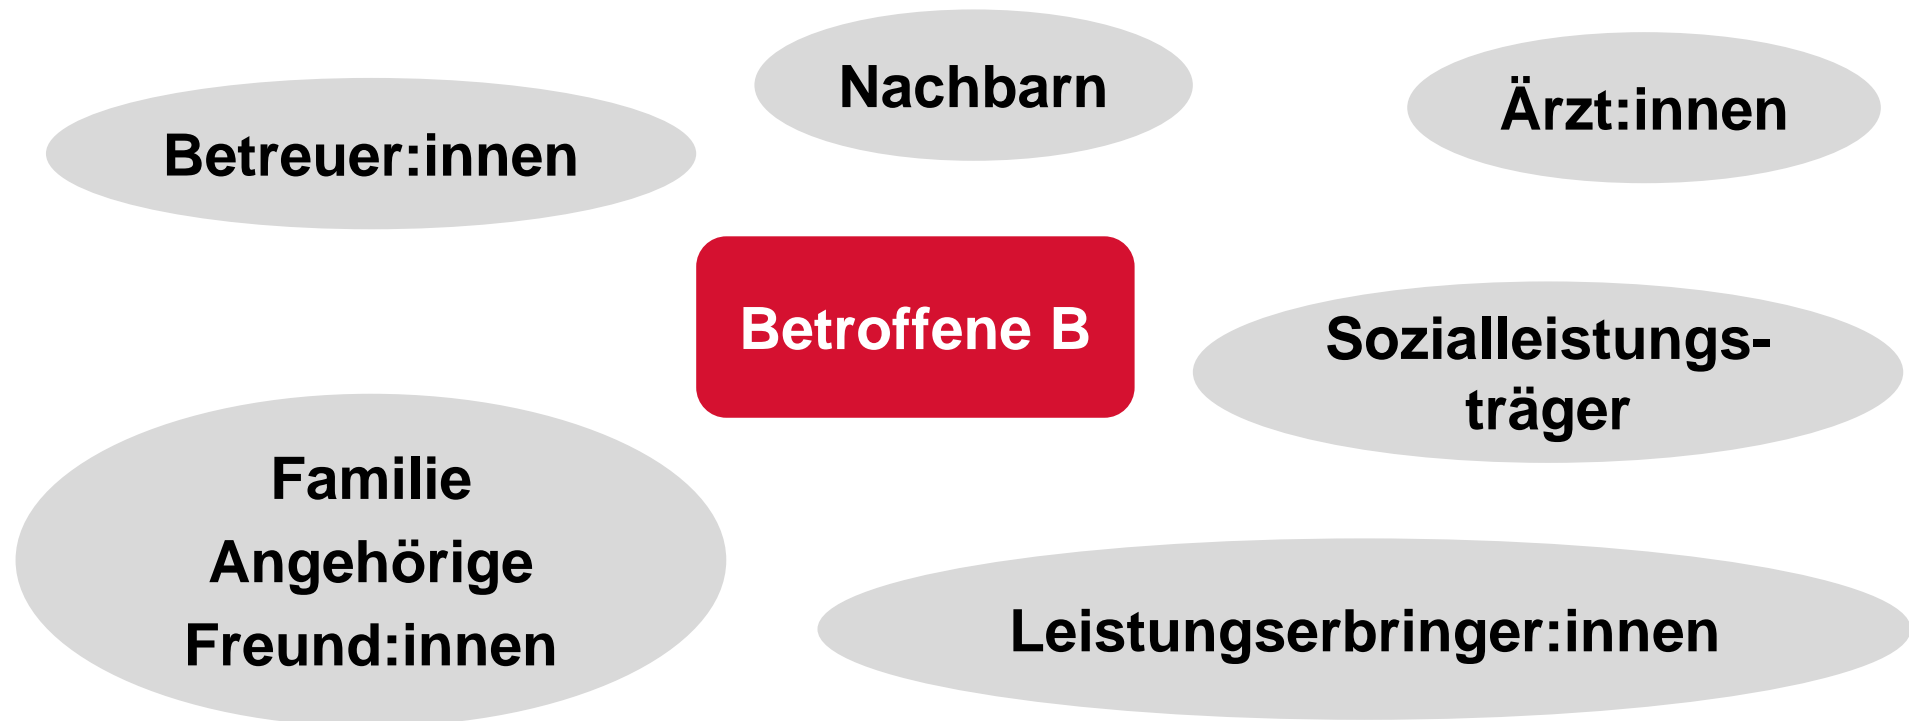 Nachbarn
Ärzt:innen
Betreuer:innen
Betroffene B
Sozialleistungs-
träger
Familie
Angehörige
Freund:innen
Leistungserbringer:innen